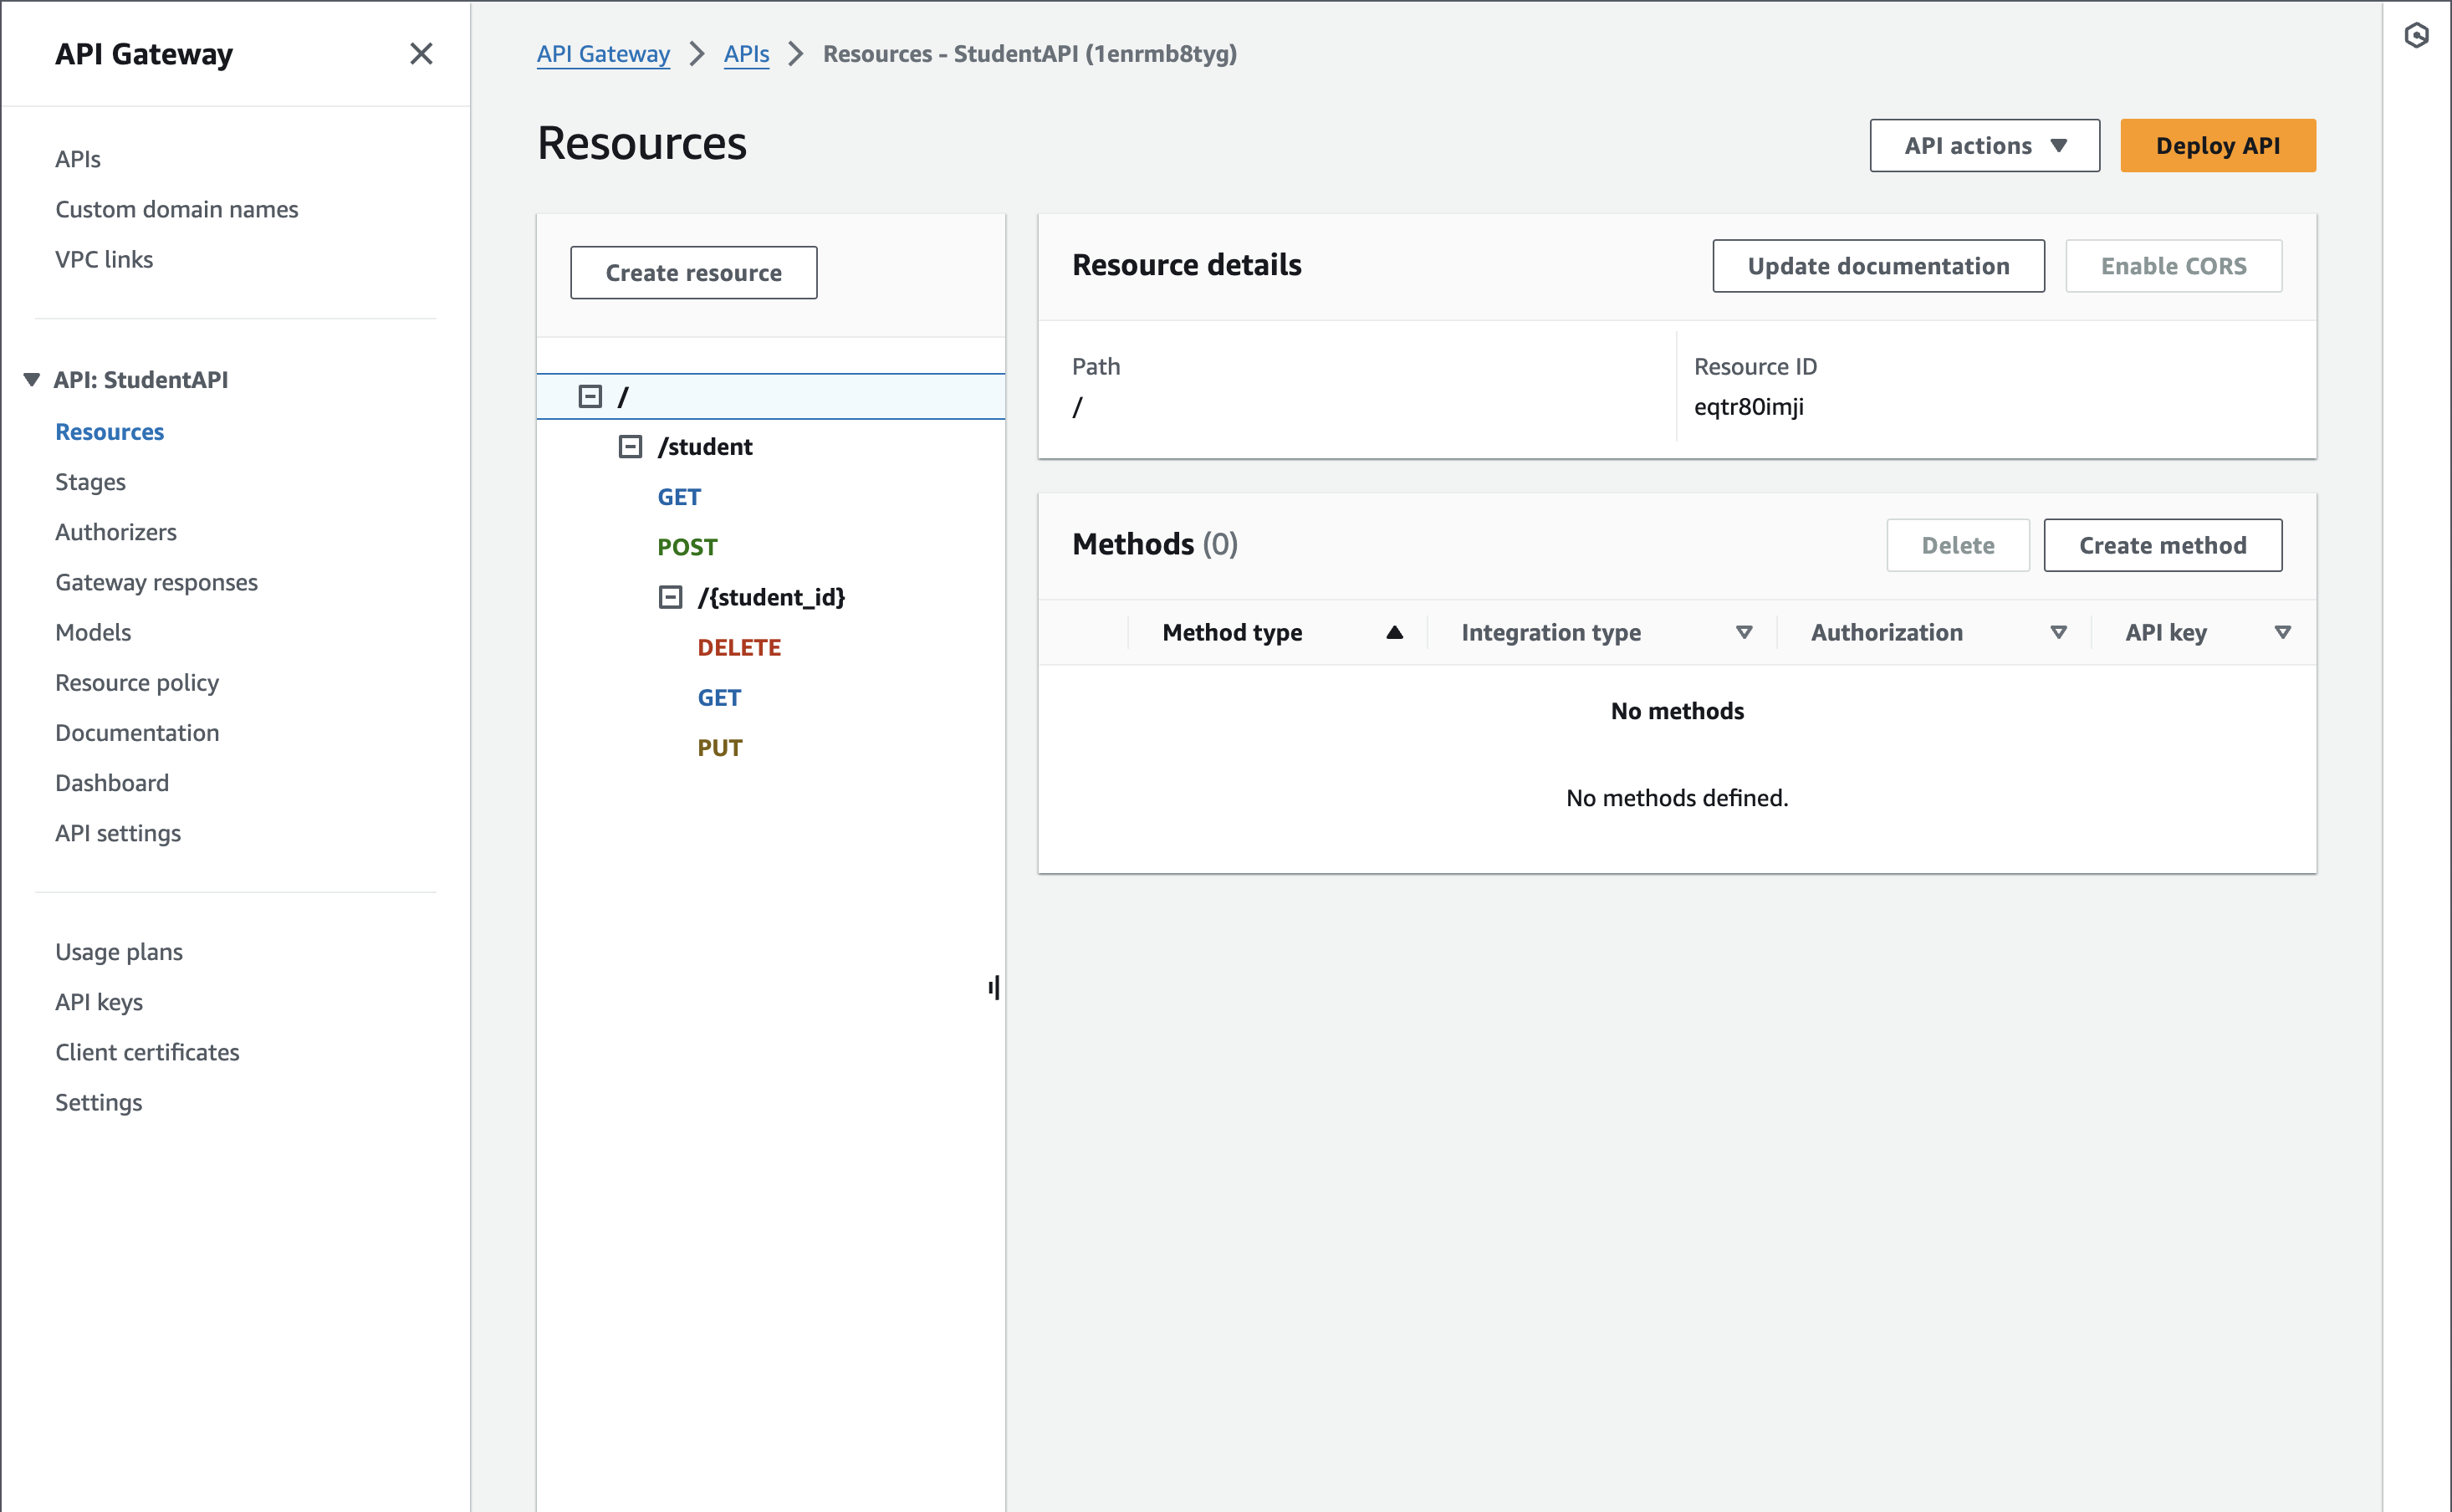 API Gateway
APIs
Custom domain names
VPC links
API: StudentAPI
Resources
Stages
Authorizers
Gateway responses
Models
Resource policy
Documentation
Dashboard
API settings
Usage plans
API keys
Client certificates
Settings
API Gateway > APIs > Resources - StudentAPI (1enrmb8tyg)
Resources
API actions
Deploy API
Create resource
/
/student
GET
POST
/{student_id}
DELETE
GET
PUT
Resource details
Update documentation
Enable CORS
Path
/
Resource ID
eqtr80imji
Methods (0)
Delete
Create method
Method type
Integration type
Authorization
API key
No methods
No methods defined.